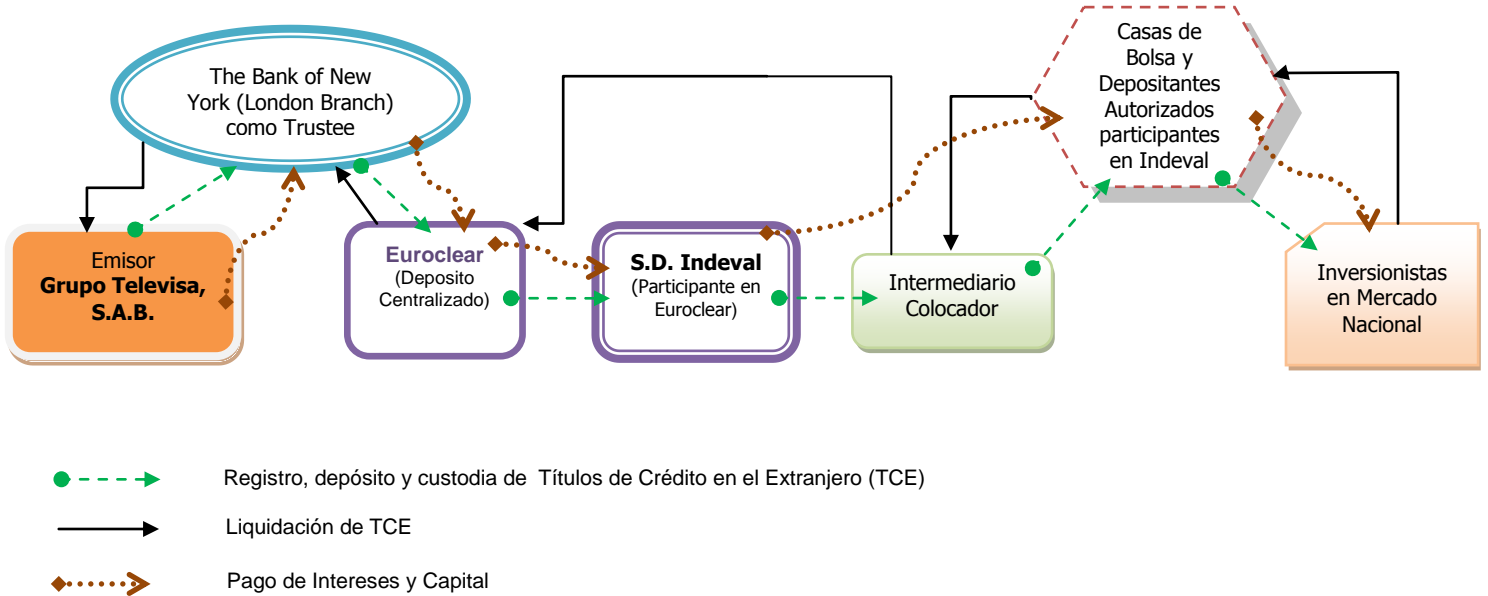 The Bank of New
York (London Branch)
como Trustee
Casas de
Bolsa y
Depositantes
Autorizados
participantes
en Indeval
Emisor
Grupo Televisa,
S.A.B.
Euroclear
(Deposito
Centralizado)
S.D. Indeval
(Participante en
Euroclear)
Intermediario
Colocador
Inversionistas
en Mercado
Nacional
Registro, depósito y custodia de Títulos de Crédito en el Extranjero (TCE)
Liquidación de TCE
Pago de Intereses y Capital